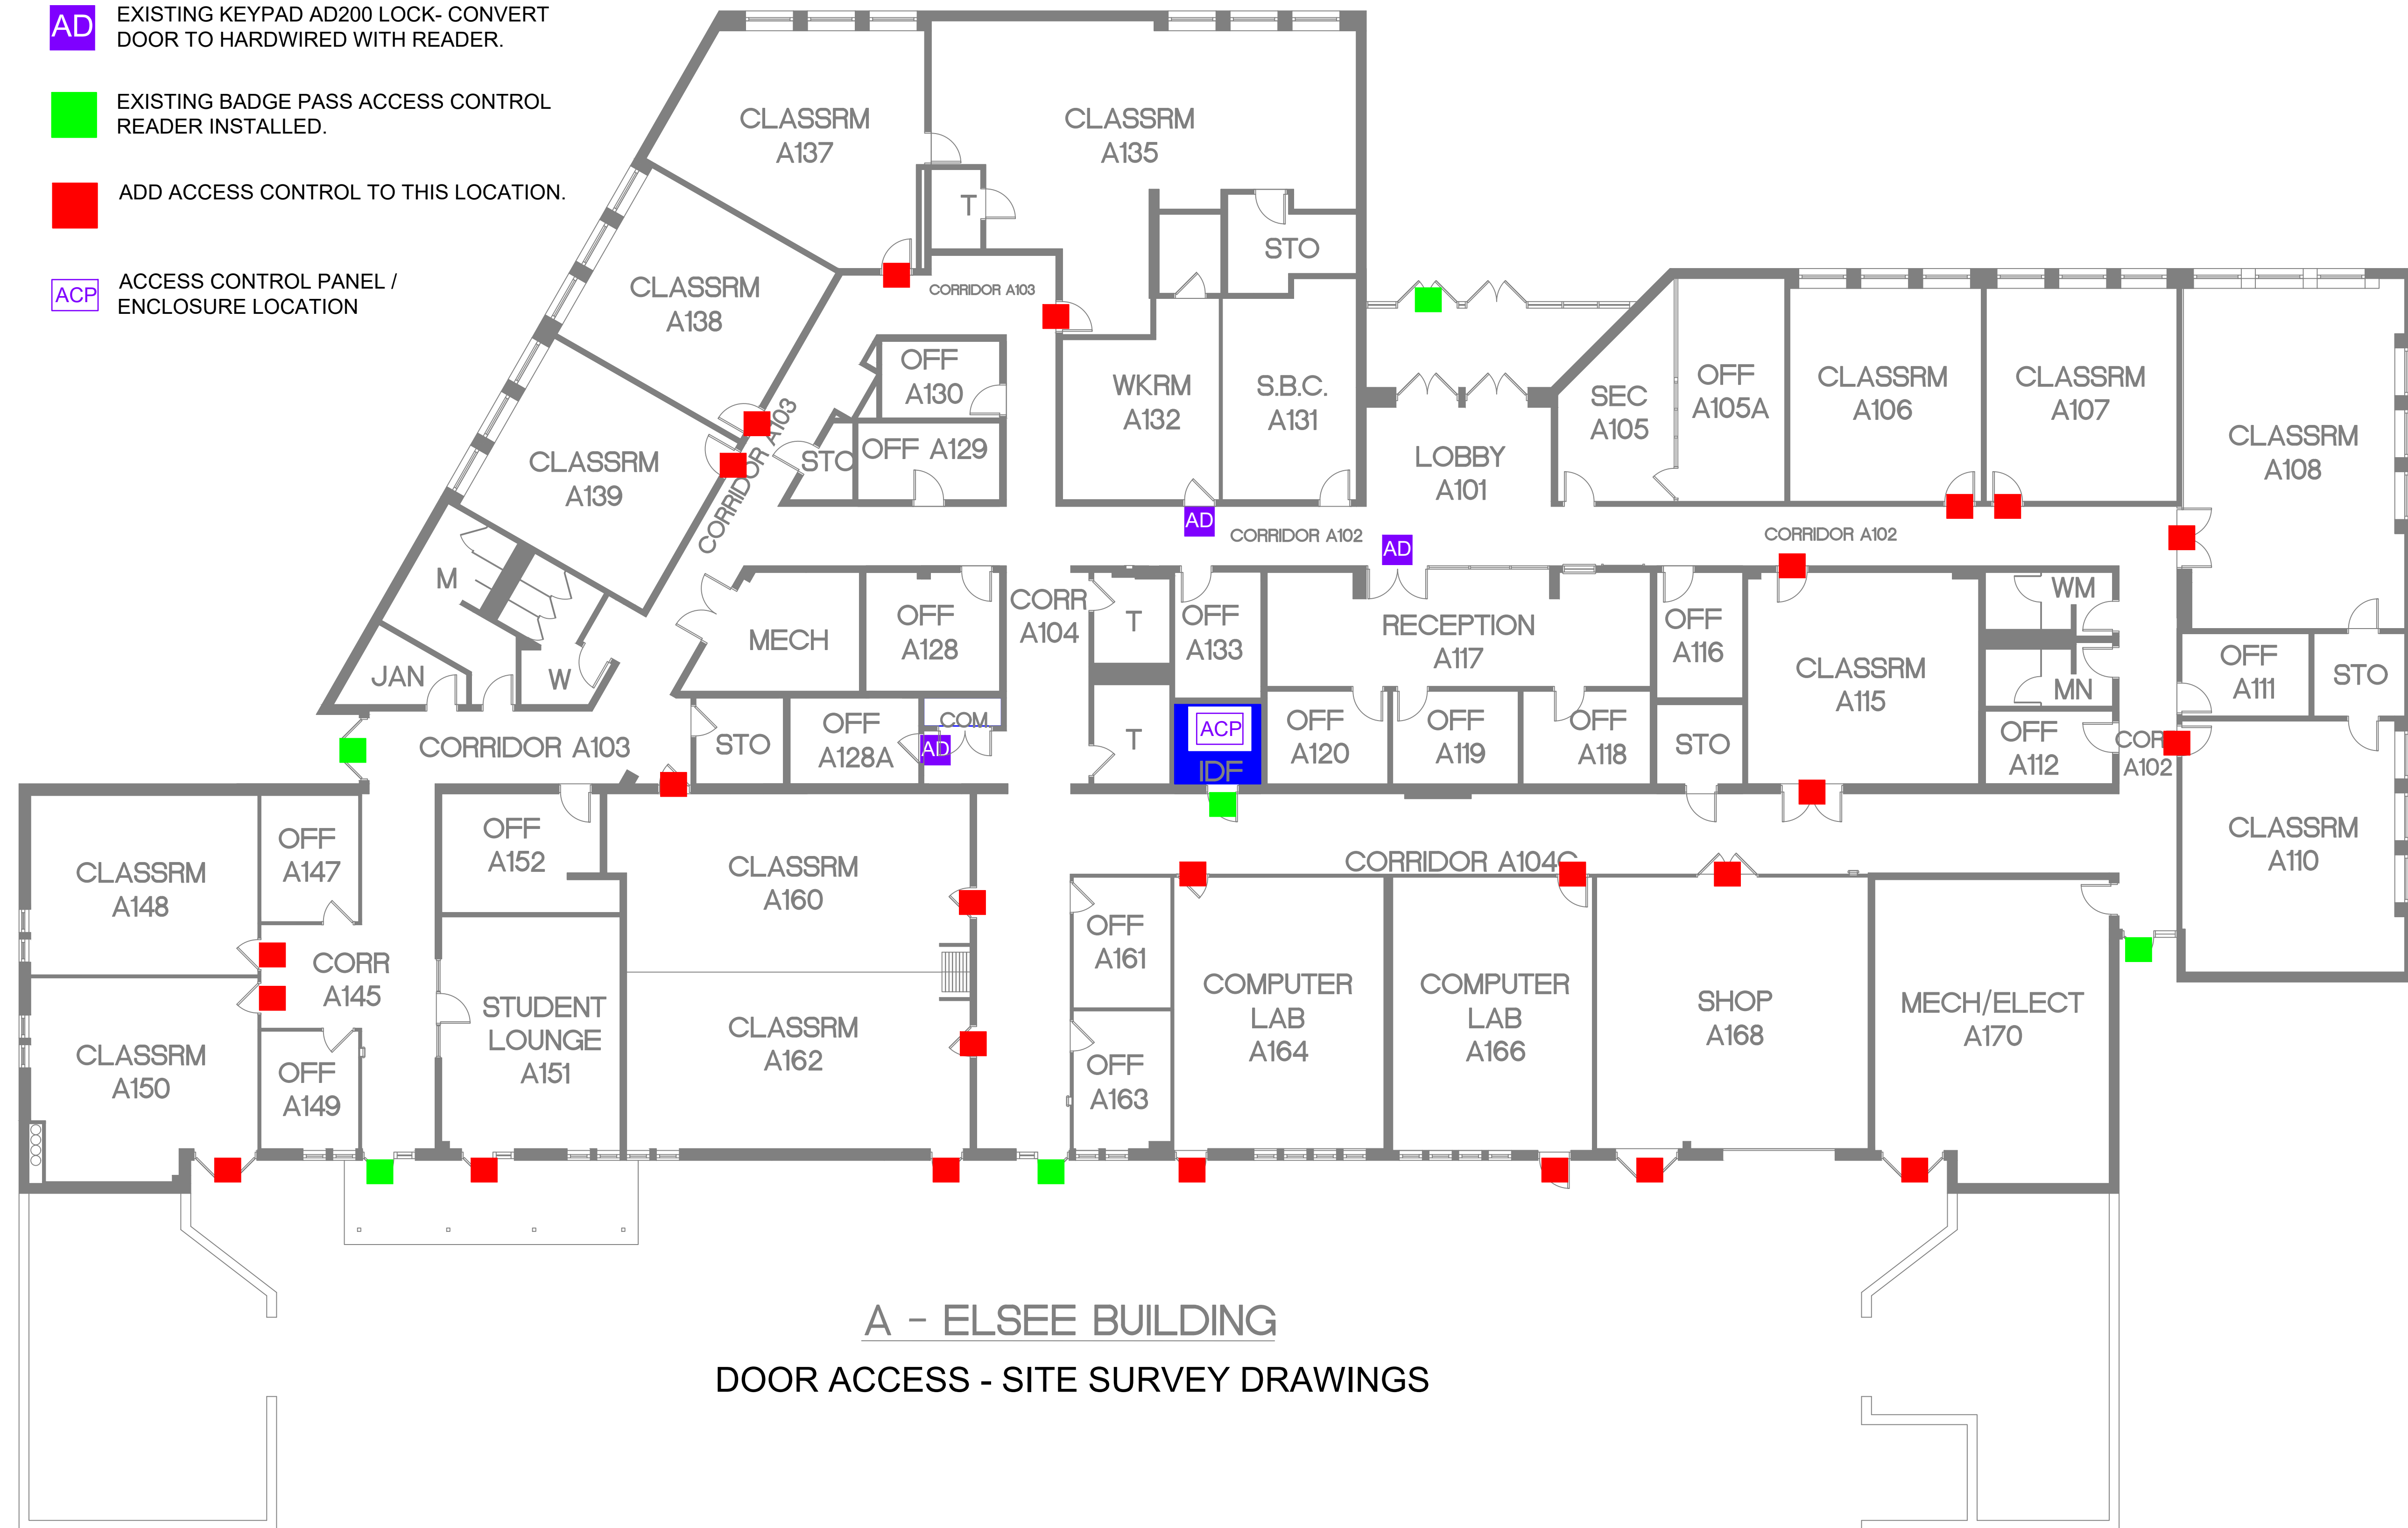 AD
EXISTING KEYPAD AD200 LOCK- CONVERT
DOOR TO HARDWIRED WITH READER.
EXISTING BADGE PASS ACCESS CONTROL
READER INSTALLED.
ADD ACCESS CONTROL TO THIS LOCATION.
ACP
ACCESS CONTROL PANEL /
ENCLOSURE LOCATION
CLASSRM
A137
CLASSRM
A135
T
STO
CLASSRM
A138
CORRIDOR A103
OFF
A130
WKRM
A132
S.B.C.
A131
SEC
A105
OFF
A105A
CLASSRM
A106
CLASSRM
A107
CLASSRM
A108
CLASSRM
A139
CORRIDOR A103
STO
OFF A129
LOBBY
A101
AD
CORRIDOR A102
AD
CORRIDOR A102
M
W
JAN
MECH
OFF
A128
CORR
A104
T
OFF
A133
RECEPTION
A117
OFF
A116
CLASSRM
A115
WM
MN
OFF
A111
STO
CORRIDOR A103
STO
OFF
A128A
COM
AD
T
ACP
IDF
OFF
A120
OFF
A119
OFF
A118
STO
OFF
A112
COR
A102
CLASSRM
A110
CLASSRM
A148
OFF
A147
OFF
A152
CLASSRM
A160
CORRIDOR A104C
CORR
A145
STUDENT
LOUNGE
A151
CLASSRM
A162
OFF
A161
COMPUTER
LAB
A164
COMPUTER
LAB
A166
SHOP
A168
MECH/ELECT
A170
CLASSRM
A150
OFF
A149
OFF
A163
A - ELSEE BUILDING
DOOR ACCESS - SITE SURVEY DRAWINGS